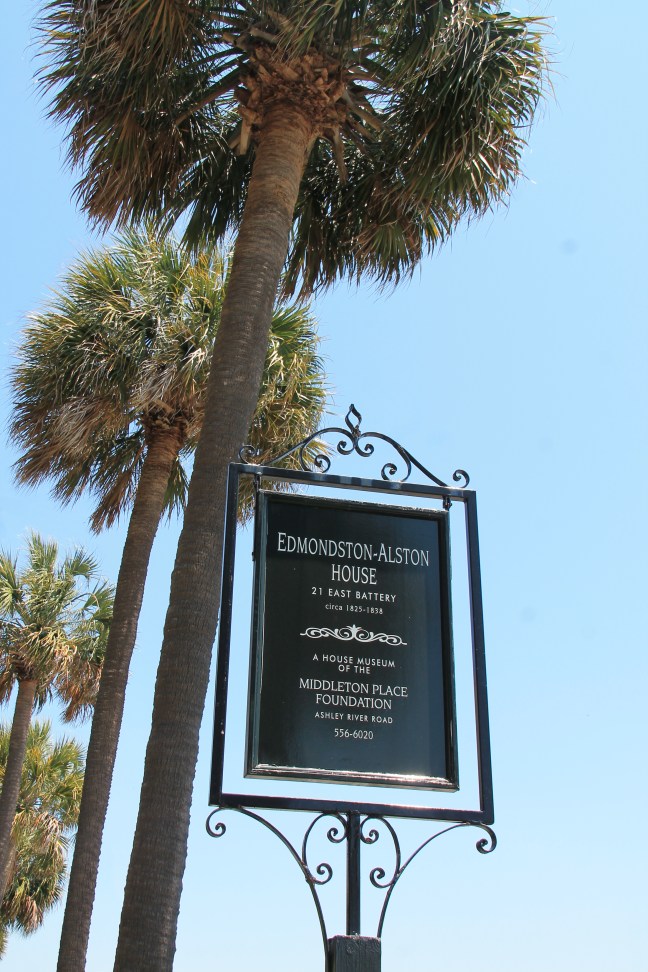 EDMONDSTON-ALSTON
HOUSE
21 EAST BATTERY
circa 1825-1838
A HOUSE MUSEUM
OF THE
MIDDLETON PLACE
FOUNDATION
ASHLEY RIVER ROAD
556-6020